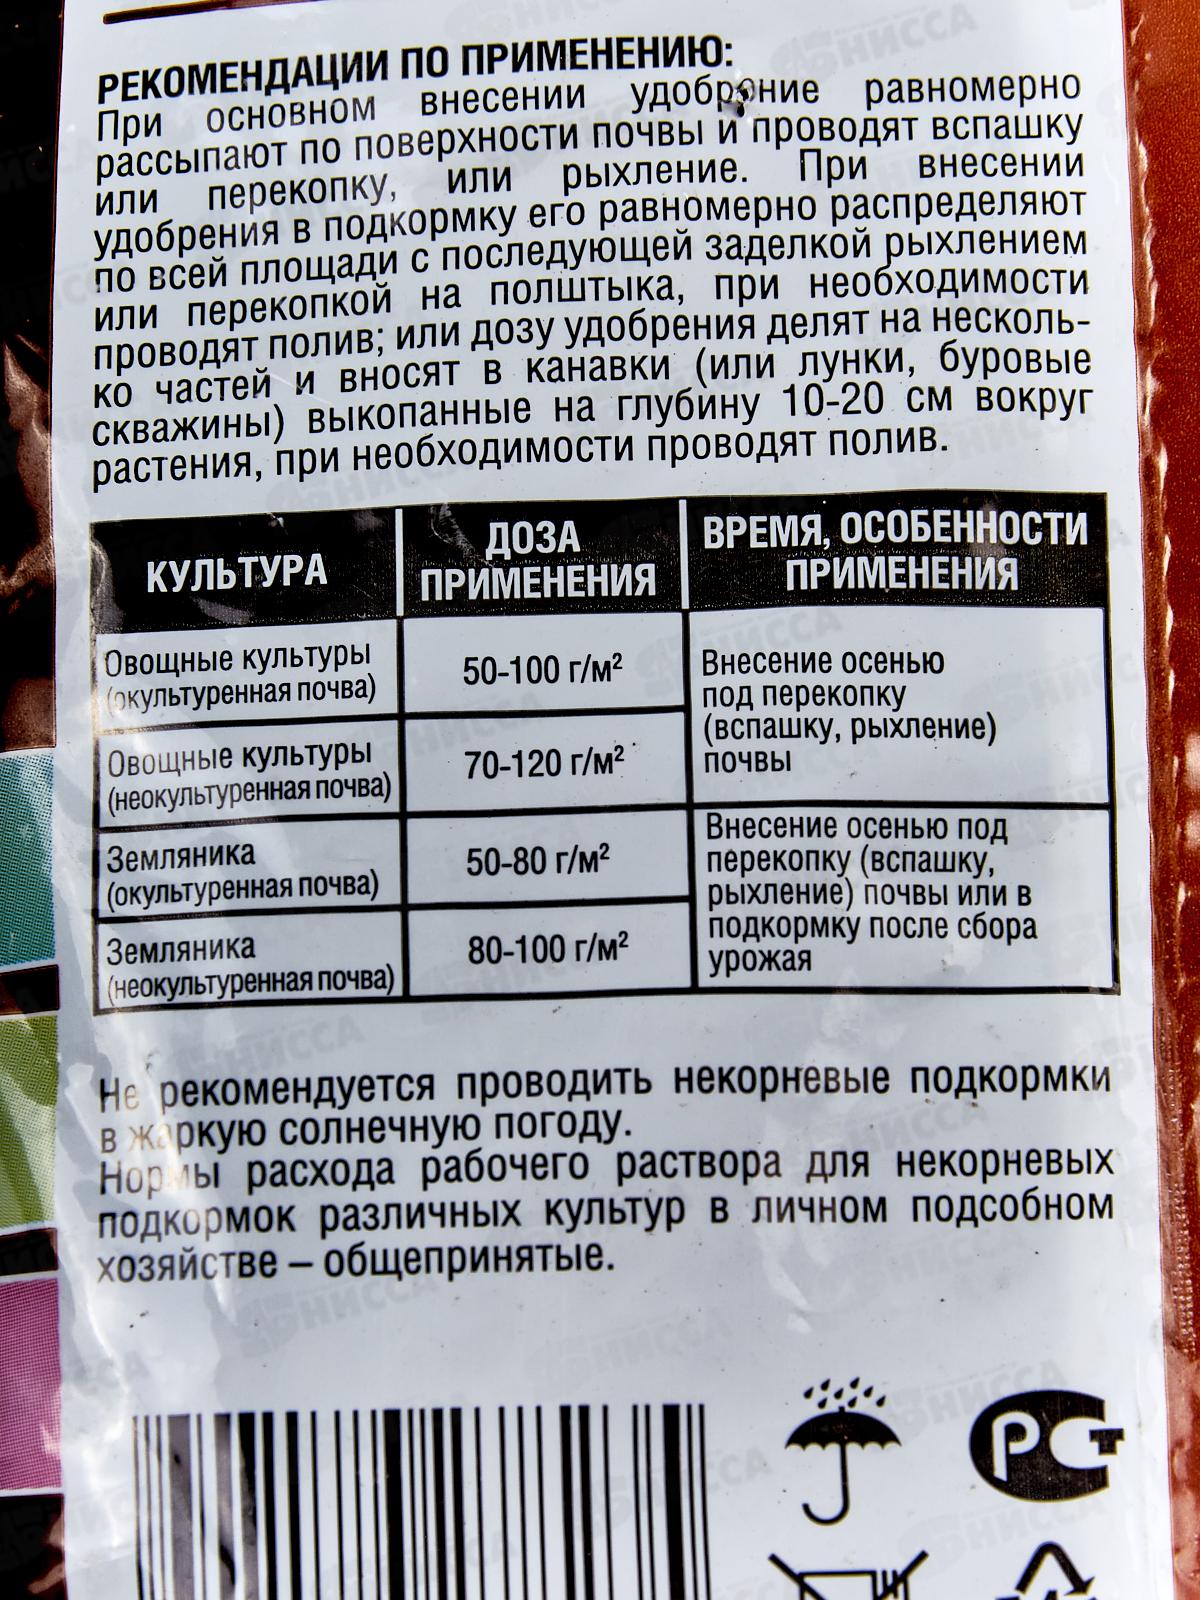 РЕКОМЕНДАЦИИ ПО ПРИМЕНЕНИЮ:
При основном внесении удобрение равномерно
рассыпают по поверхности почвы и проводят вспашку
или перекопку, или рыхление. При внесении
удобрения в подкормку его равномерно распределяют
по всей площади с последующей заделкой рыхлением
или перекопкой на полштыка, при необходимости
проводят полив; или дозу удобрения делят на несколь-
ко частей и вносят в канавки (или лунки, буровые
скважины) выкопанные на глубину 10-20 см вокруг
растения, при необходимости проводят полив.
КУЛЬТУРА
ДОЗА
ПРИМЕНЕНИЯ
ВРЕМЯ, ОСОБЕННОСТИ
ПРИМЕНЕНИЯ
Овощные культуры
(окультуренная почва)
50-100 г/м²
Внесение осенью
под перекопку
(вспашку, рыхление)
почвы
Овощные культуры
(неокультуренная почва)
70-120 г/м²
Земляника
(окультуренная почва)
50-80 г/м²
Внесение осенью под
перекопку (вспашку,
рыхление) почвы или в
подкормку после сбора
урожая
Земляника
(неокультуренная почва)
80-100 г/м²
Не рекомендуется проводить некорневые подкормки
в жаркую солнечную погоду.
Нормы расхода рабочего раствора для некорневых
подкормок различных культур в личном подсобном
хозяйстве – общепринятые.
РСТ